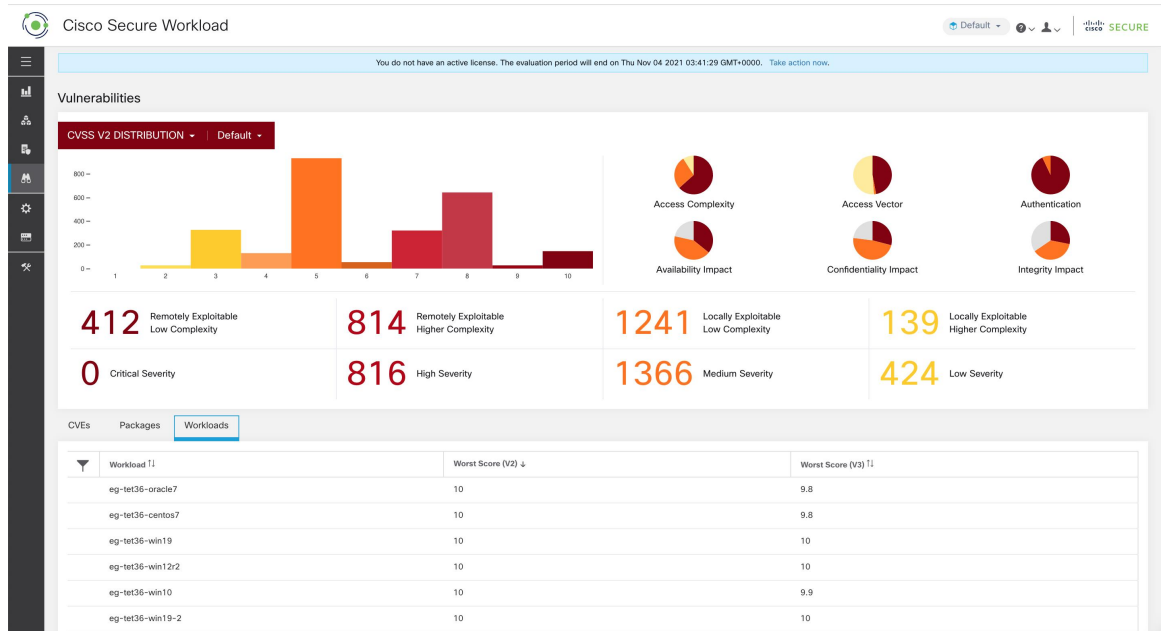 Cisco Secure Workload
Default
CISCO SECURE
You do not have an active license. The evaluation period will end on Thu Nov 04 2021 03:41:29 GMT+0000. Take action now.
Vulnerabilities
CVSS V2 DISTRIBUTION Default
800
600
400
200
0
1 2 3 4 5 6 7 8 9 10
Access Complexity Access Vector Authentication
Availability Impact Confidentiality Impact Integrity Impact
412 Remotely Exploitable
Low Complexity
814 Remotely Exploitable
Higher Complexity
1241 Locally Exploitable
Low Complexity
139 Locally Exploitable
Higher Complexity
0 Critical Severity
816 High Severity
1366 Medium Severity
424 Low Severity
CVEs Packages Workloads
Workload ↑↓ Worst Score (V2) ↓ Worst Score (V3) ↑↓
eg-tet36-oracle7 10 9.8
eg-tet36-centos7 10 9.8
eg-tet36-win19 10 10
eg-tet36-win12r2 10 10
eg-tet36-win10 10 9.9
eg-tet36-win19-2 10 10